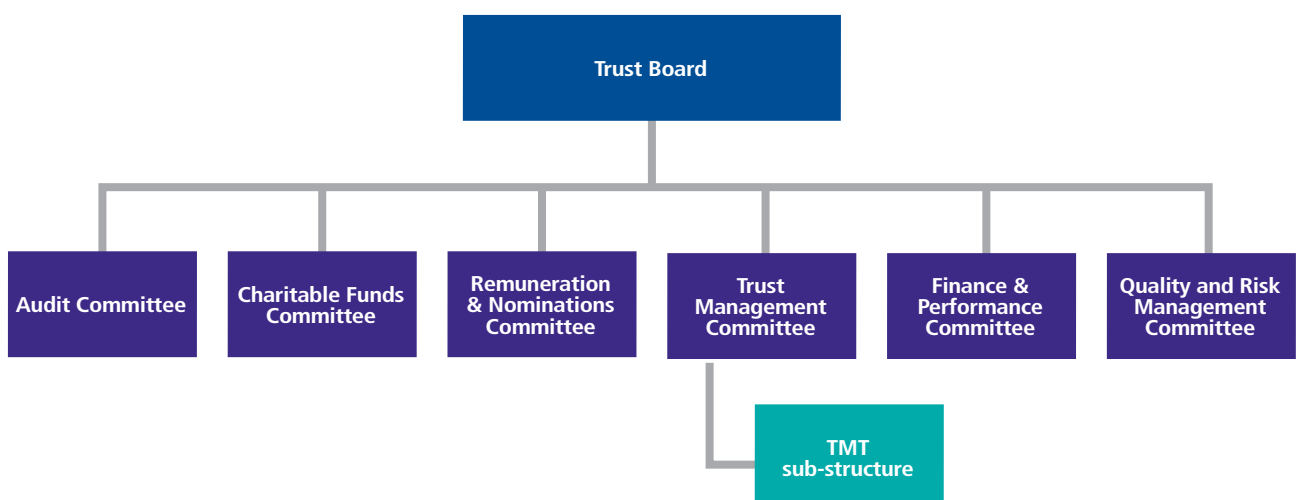 Trust Board
Audit Committee
Charitable Funds
Committee
Remuneration
& Nominations
Committee
Trust
Management
Committee
Finance &
Performance
Committee
Quality and Risk
Management
Committee
TMT
sub-structure